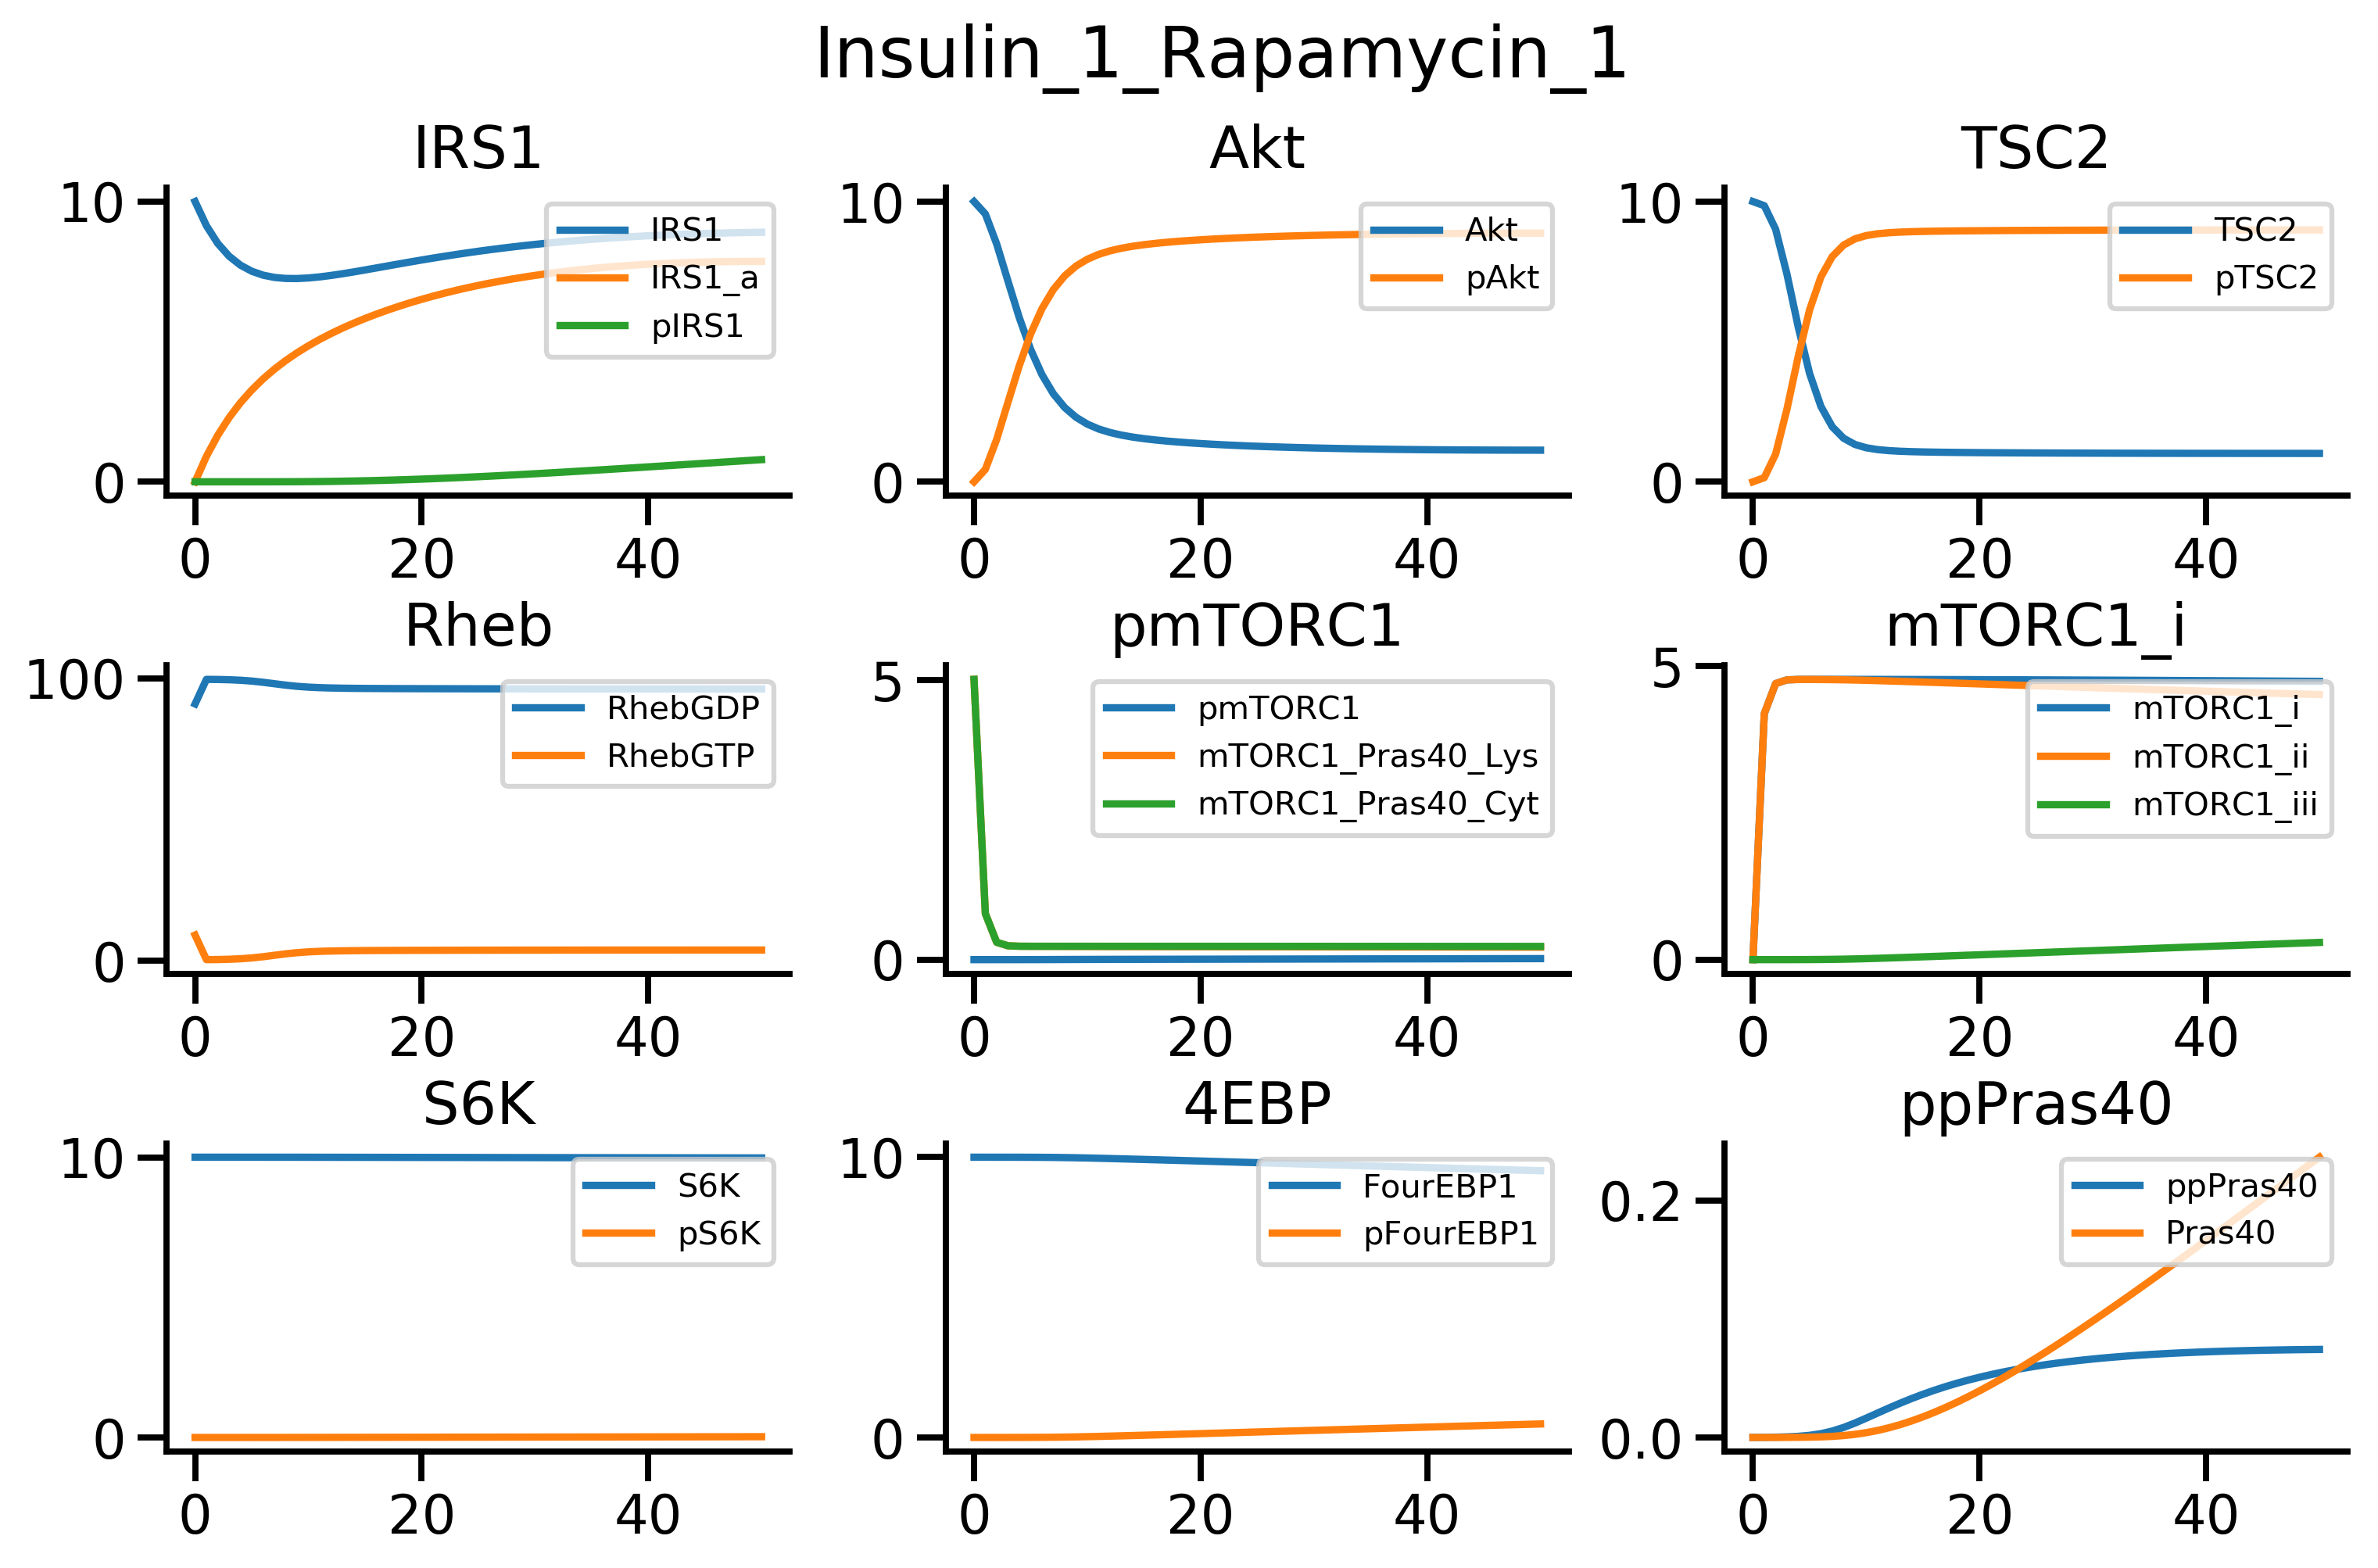 Insulin_1_Rapamycin_1
IRS1
10
0
0 20 40
IRS1
IRS1_a
pIRS1
Akt
10
0
0 20 40
Akt
pAkt
TSC2
10
0
0 20 40
TSC2
pTSC2
Rheb
100
0
0 20 40
RhebGDP
RhebGTP
pmTORC1
5
0
0 20 40
pmTORC1
mTORC1_Pras40_Lys
mTORC1_Pras40_Cyt
mTORC1_i
5
0
0 20 40
mTORC1_i
mTORC1_ii
mTORC1_iii
S6K
10
0
0 20 40
S6K
pS6K
4EBP
10
0
0 20 40
FourEBP1
pFourEBP1
ppPras40
0.2
0.0
0 20 40
ppPras40
Pras40